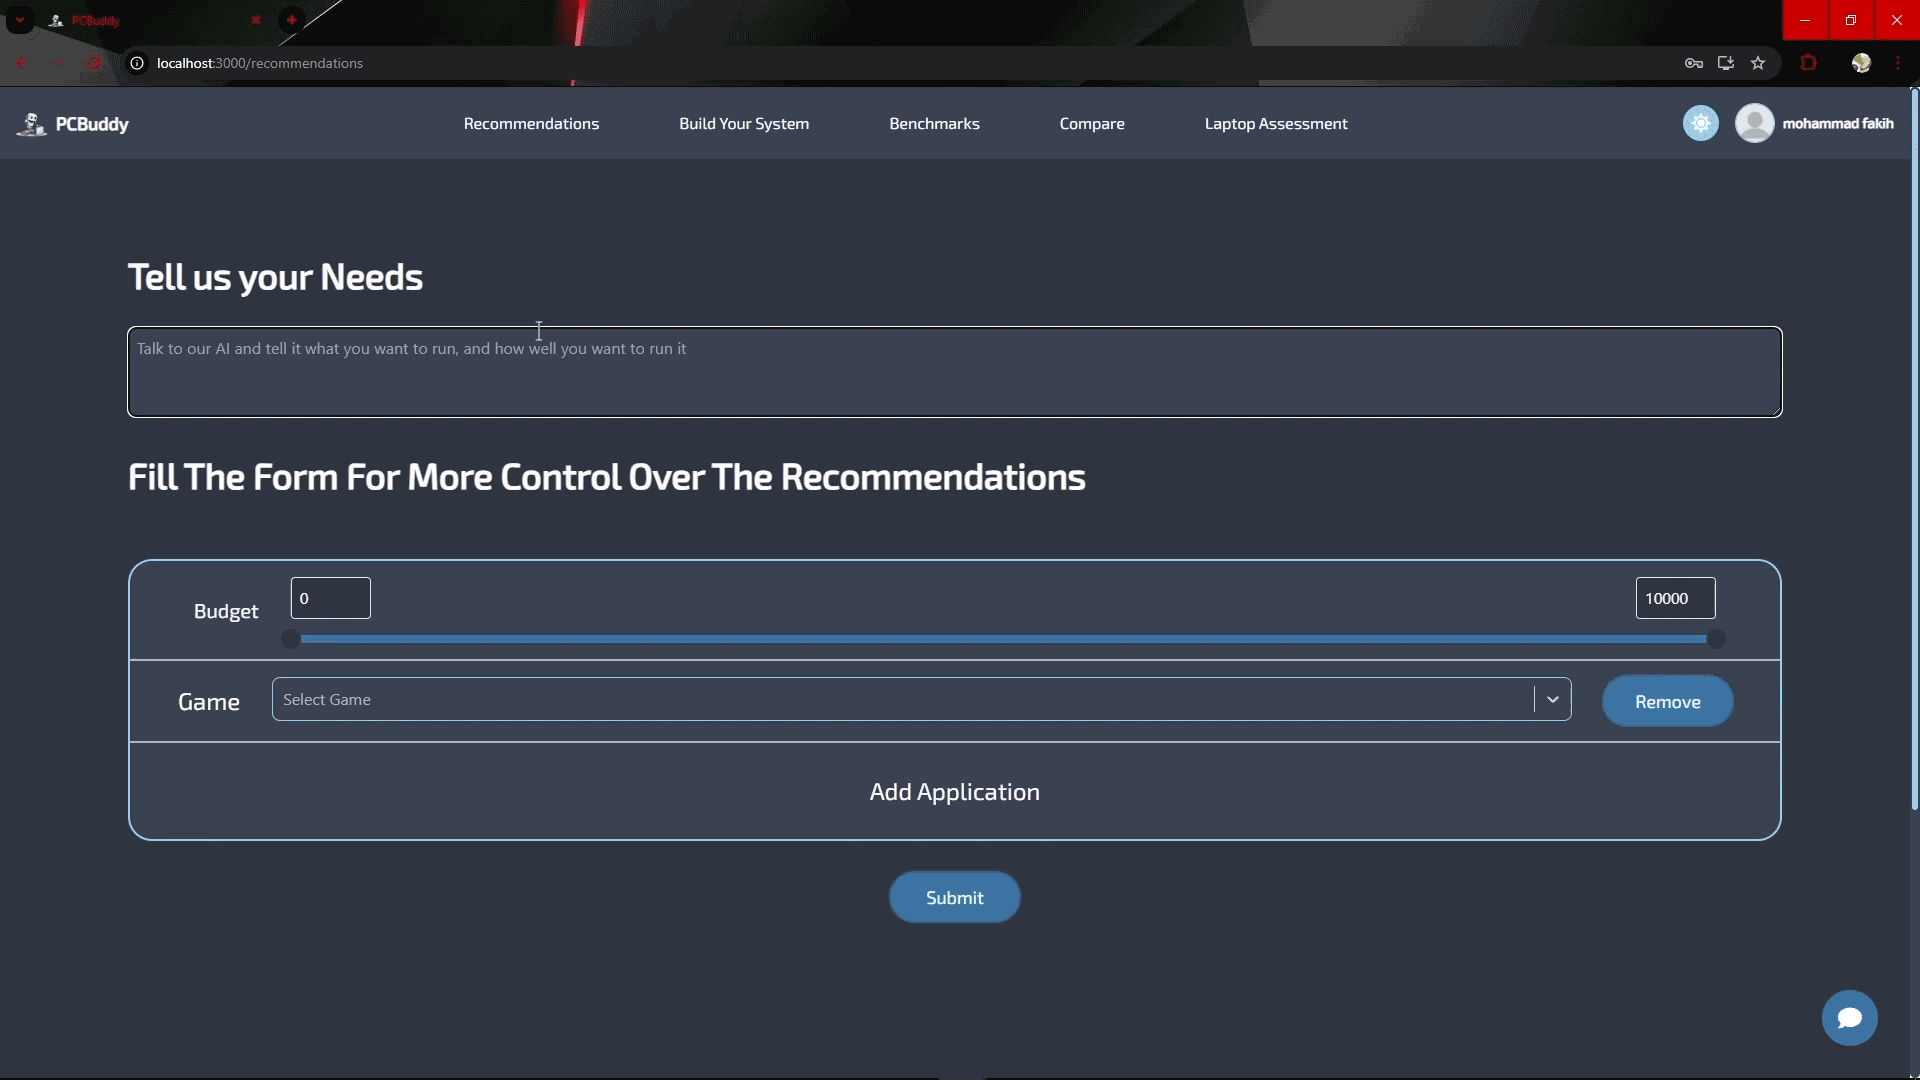 PCBuddy
localhost:3000/recommendations
PCBuddy
Recommendations
Build Your System
Benchmarks
Compare
Laptop Assessment
mohammad fakih
Tell us your Needs
Talk to our AI and tell it what you want to run, and how well you want to run it
Fill The Form For More Control Over The Recommendations
Budget
0
10000
Game
Select Game
Remove
Add Application
Submit